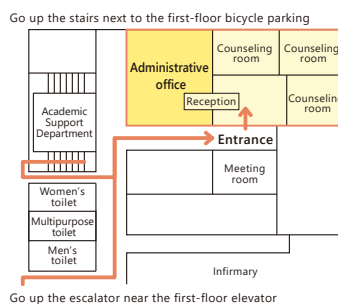 Go up the stairs next to the first-floor bicycle parking
Administrative
office
Counseling
room
Counseling
room
Reception
Counseling
room
Academic
Support
Department
Entrance
Meeting
room
Women's
toilet
Multipurpose
toilet
Men's
toilet
Infirmary
Go up the escalator near the first-floor elevator